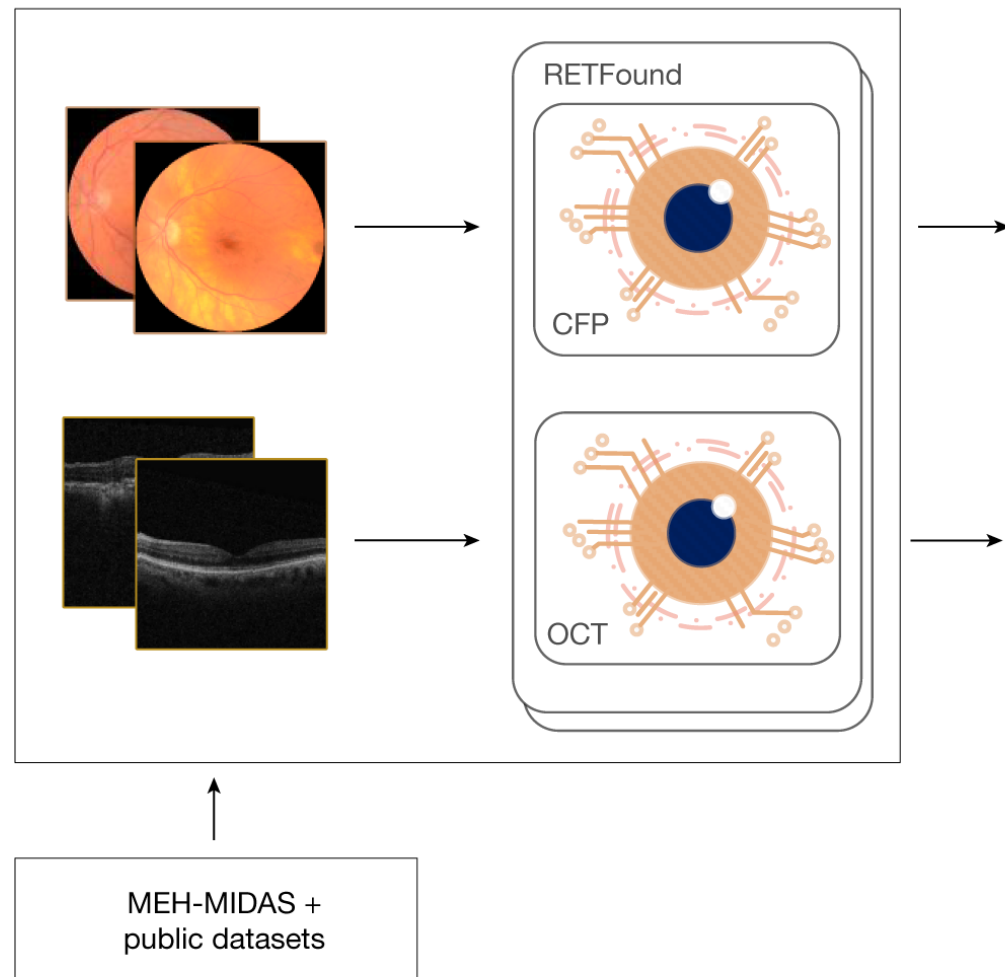 RETFound
CFP
OCT
MEH-MIDAS +
public datasets